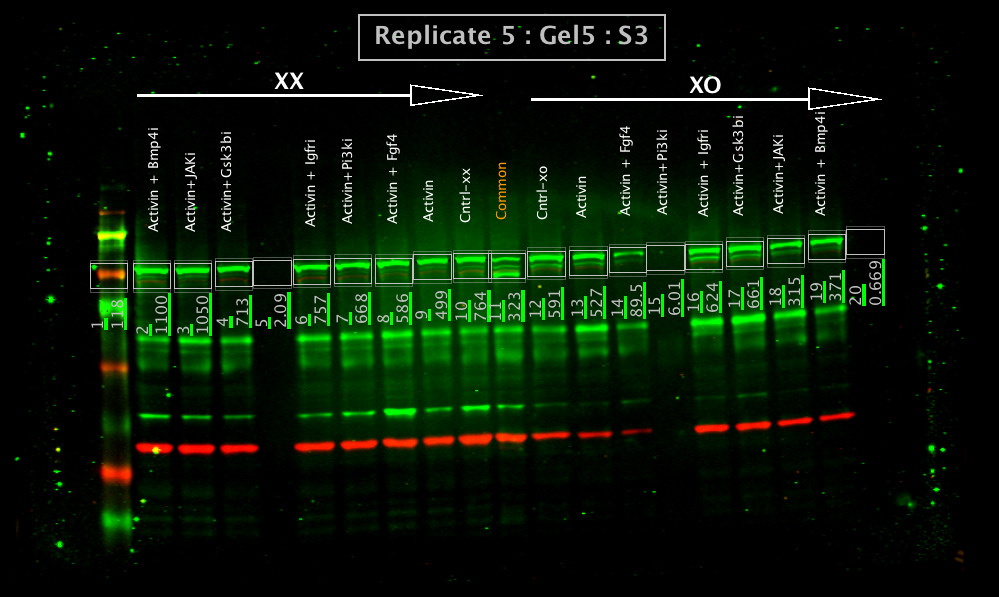 Replicate 5 : Gel5 : S3
XX
XO
Activin + Bmp4i
Activin+JAKi
Activin+Gsk3bi
Activin + Igfri
Activin+Pi3ki
Activin + Fgf4
Activin
Cntrl-xx
Common
Cntrl-xo
Activin
Activin + Fgf4
Activin+Pi3ki
Activin + Igfri
Activin+Gsk3bi
Activin+JAKi
Activin + Bmp4i
1
118
2
1100
3
1050
4
713
5
2.09
6
757
7
668
8
586
9
499
10
764
11
323
12
591
13
527
14
89.5
15
6.01
16
624
17
661
18
315
19
371
20
0.669